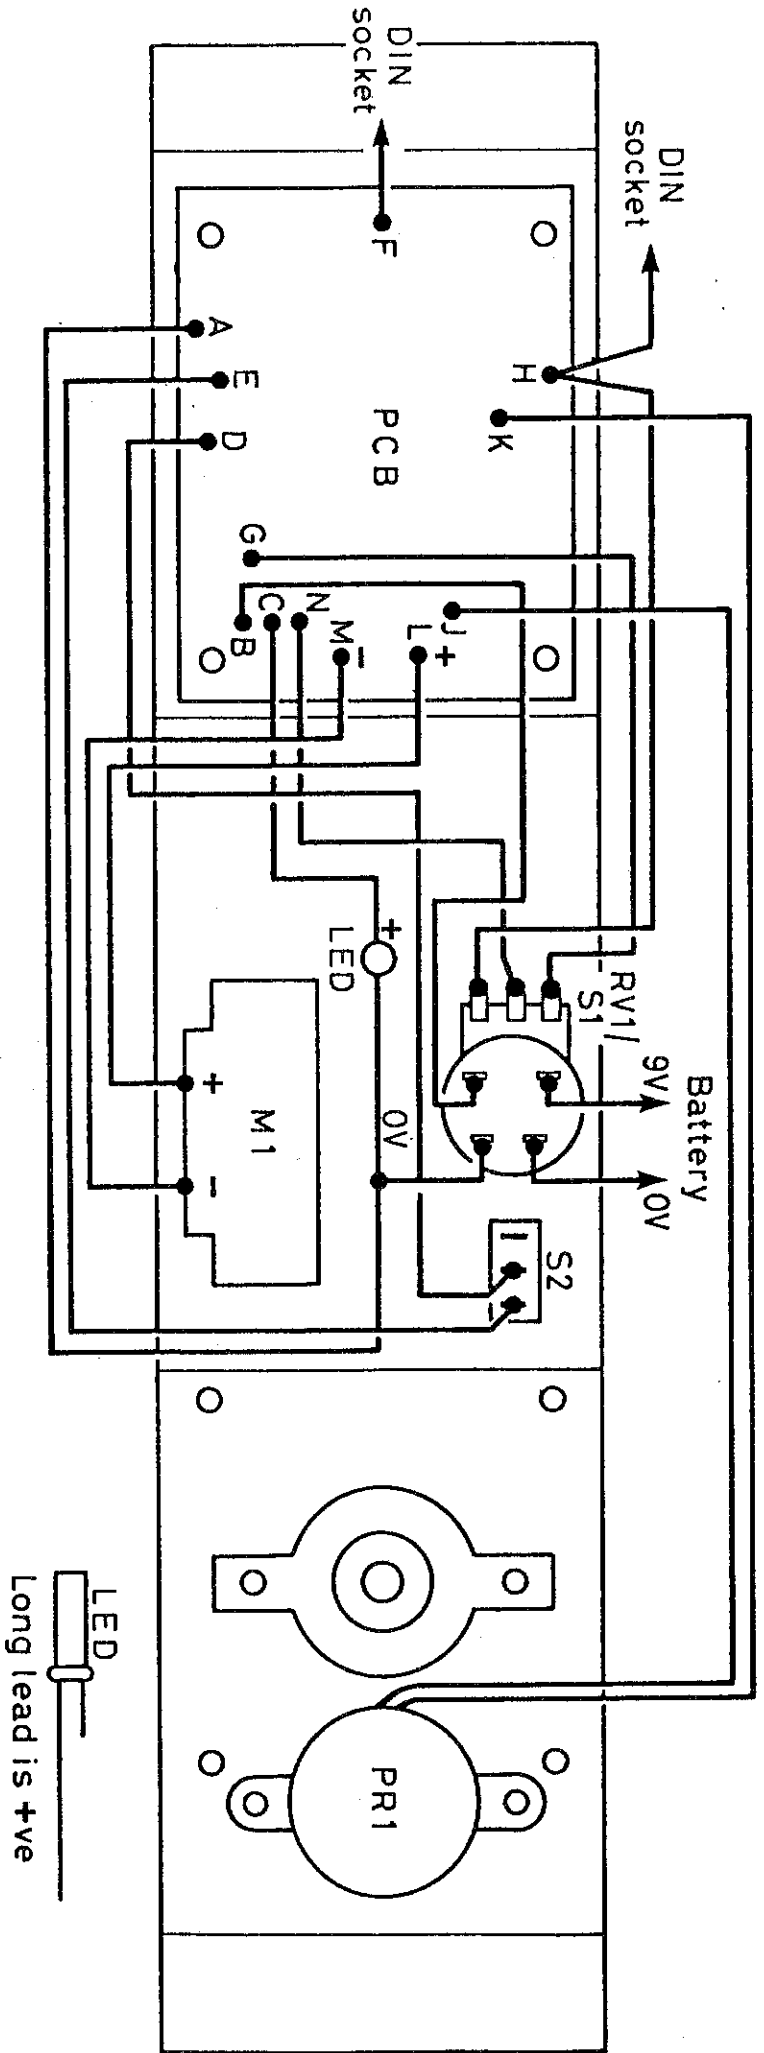 DIN
socket
DIN
socket
F
A
E
D
H
K
PCB
G
B
C
N
M
−
L
+
J
+
LED
0V
+
M1
−
RV1/
S1
9V
Battery
0V
S2
PR1
LED
Long lead is +ve